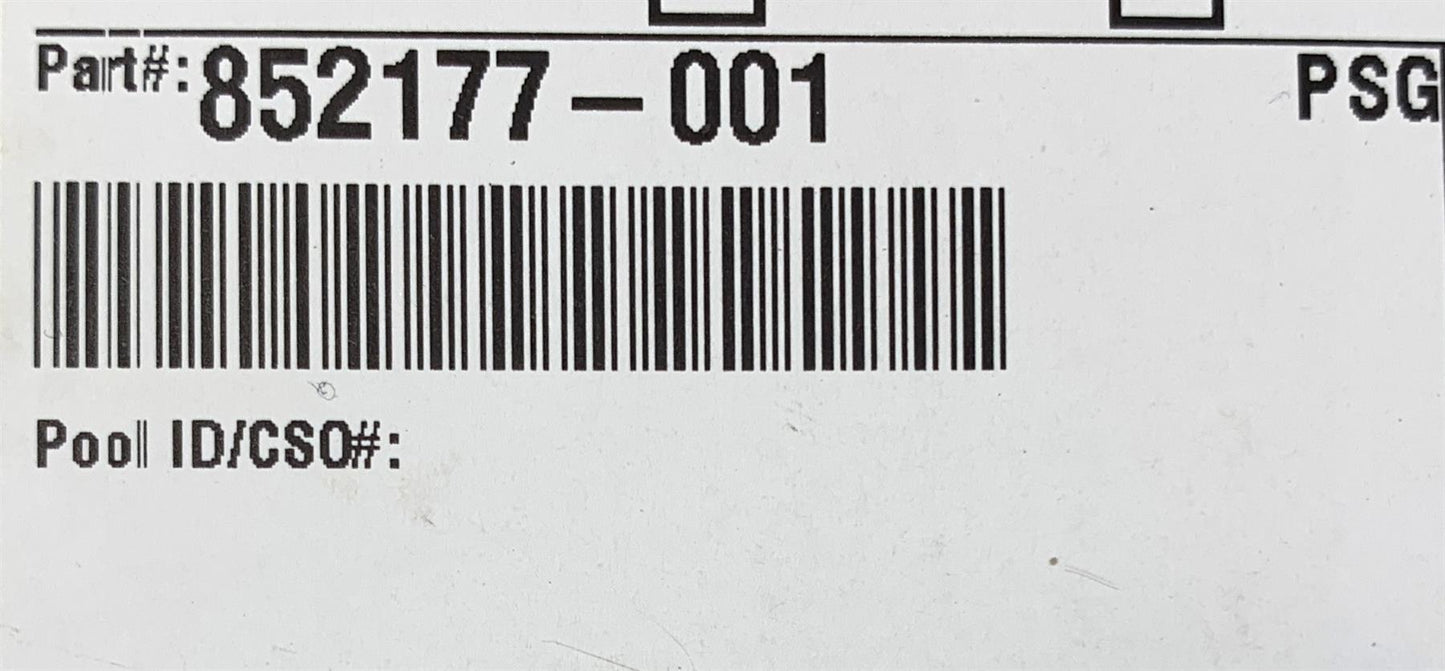 Part#:852177-001 PSG
Pool ID/CSO#: